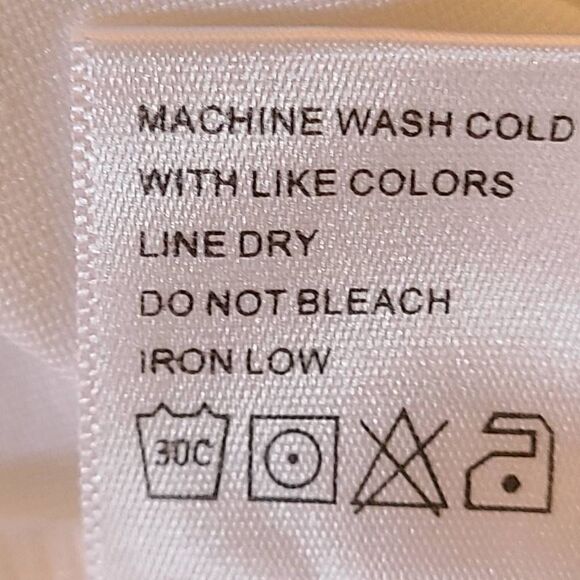 MACHINE WASH COLD
WITH LIKE COLORS
LINE DRY
DO NOT BLEACH
IRON LOW
30C